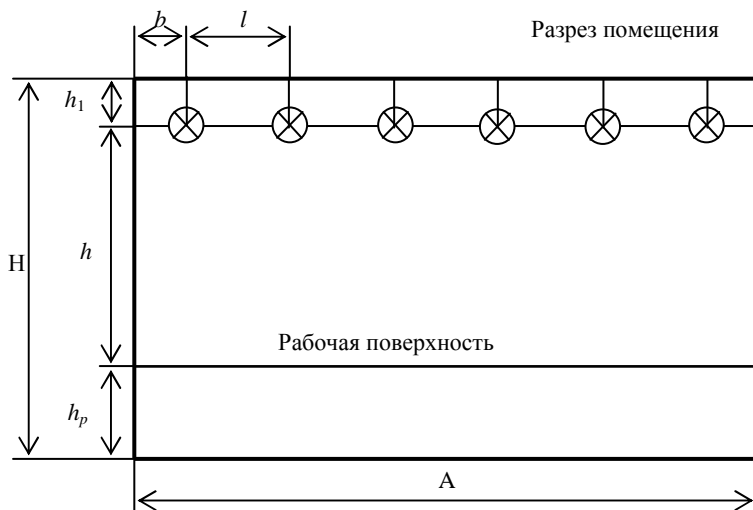 b
l
Разрез помещения
h1
h
H
Рабочая поверхность
hp
A